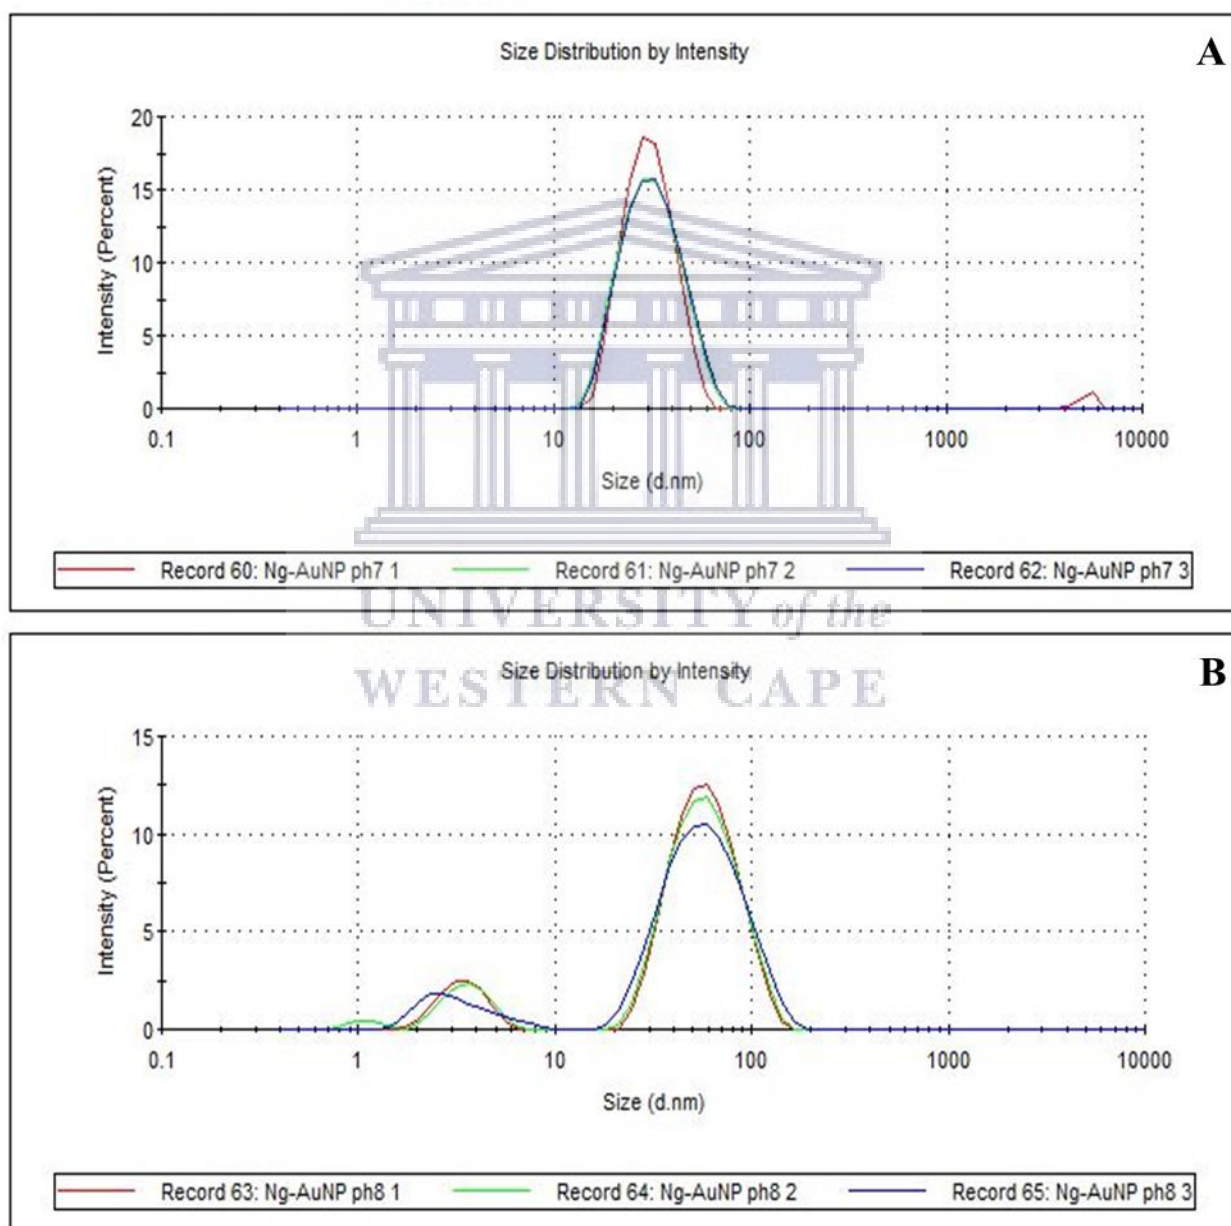 Size Distribution by Intensity
A
20
15
10
5
0
Intensity (Percent)
0.1 1 10 100 1000 10000
Size (d.nm)
Record 60: Ng-AuNP ph7 1 Record 61: Ng-AuNP ph7 2 Record 62: Ng-AuNP ph7 3
UNIVERSITY of the
WESTERN CAPE
Size Distribution by Intensity
B
15
10
5
0
Intensity (Percent)
0.1 1 10 100 1000 10000
Size (d.nm)
Record 63: Ng-AuNP ph8 1 Record 64: Ng-AuNP ph8 2 Record 65: Ng-AuNP ph8 3